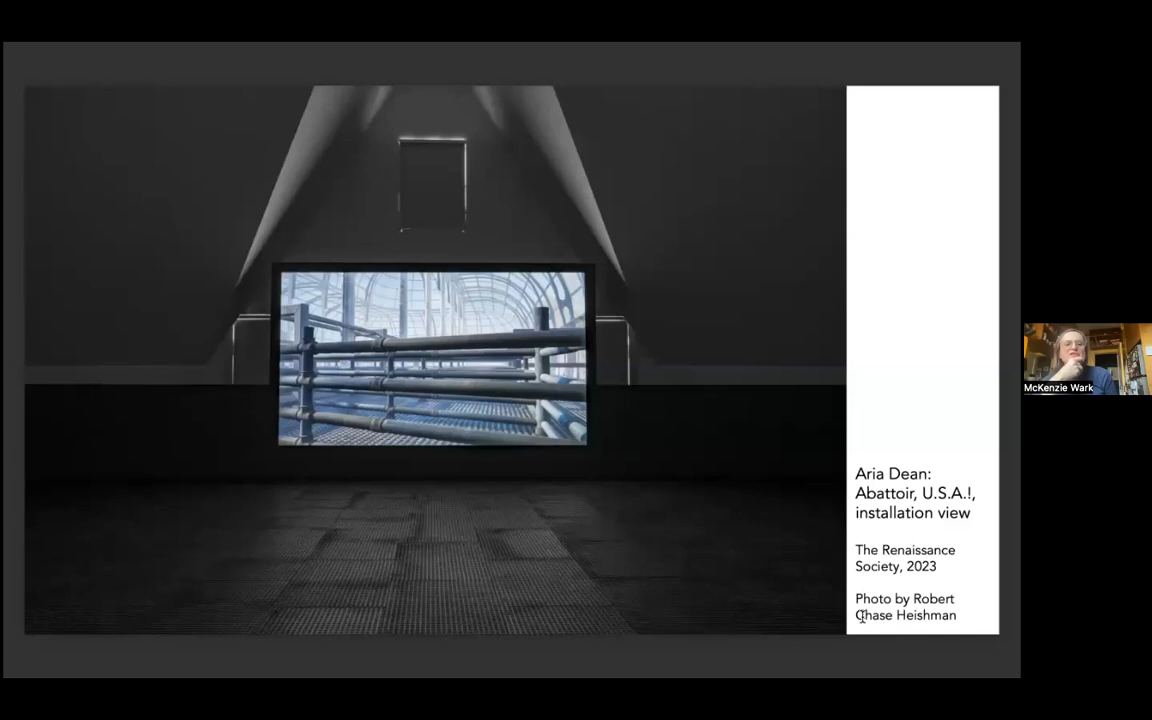 Aria Dean:
Abattoir, U.S.A.!,
installation view
The Renaissance
Society, 2023
Photo by Robert
Chase Heishman
McKenzie Wark